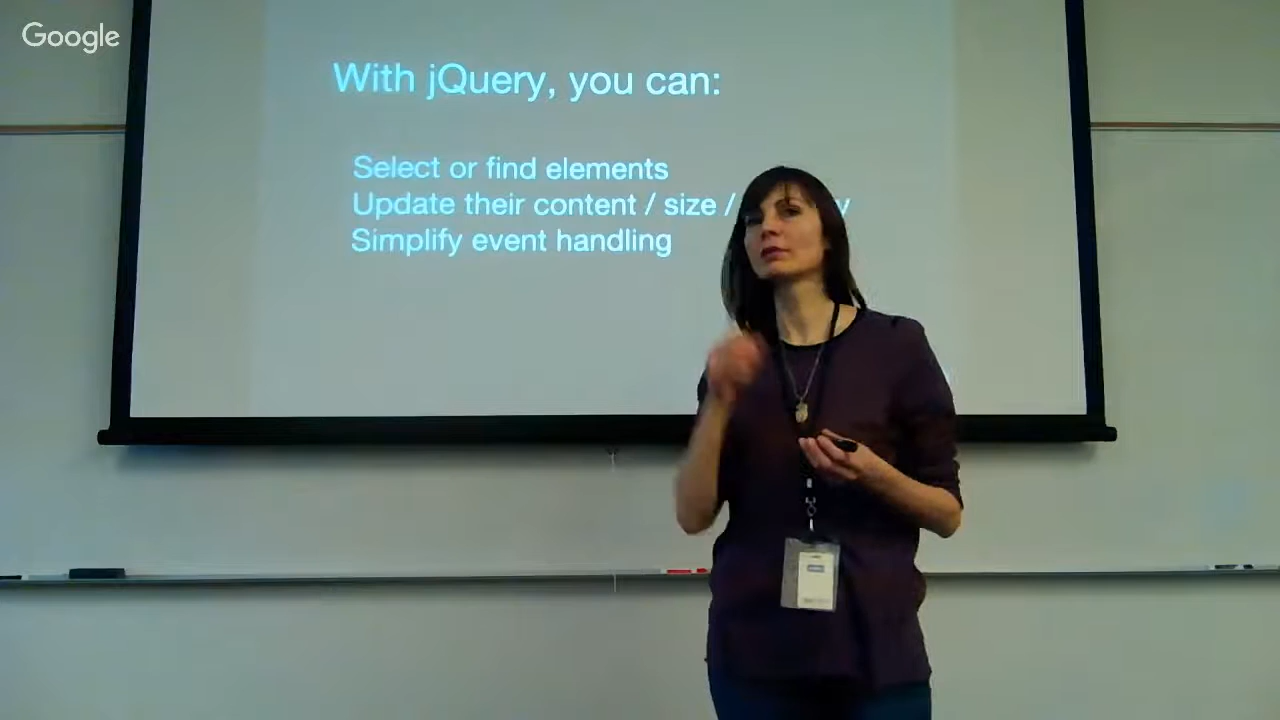 Google
With jQuery, you can:
Select or find elements
Update their content / size /
Simplify event handling